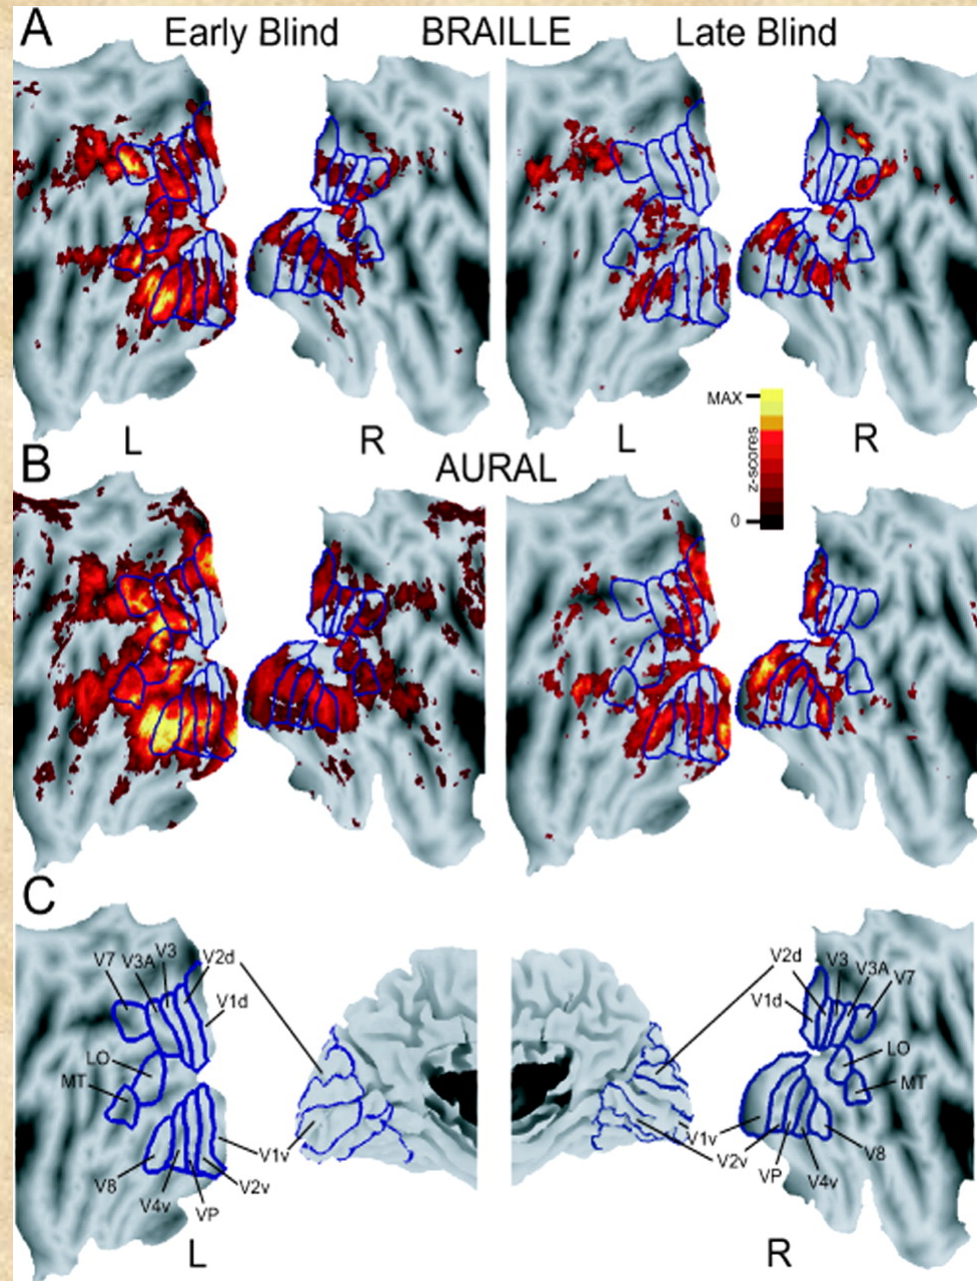 A Early Blind BRAILLE Late Blind
L R L R
MAX
z-scores
0
B AURAL
C
V7 V3A V3 V2d
V1d
LO
MT
V8
V4v
VP
V2v
V1v
L
V2d V3 V3A V7
V1d
LO
MT
V1v
V2v
VP
V4v
V8
R